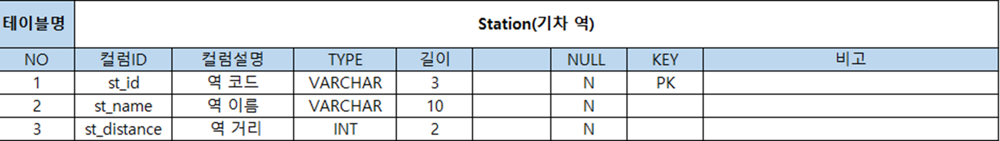 테이블명 Station(기차 역)
NO 컬럼ID 컬럼설명 TYPE 길이 NULL KEY 비고
1 st_id 역 코드 VARCHAR 3 N PK
2 st_name 역 이름 VARCHAR 10 N
3 st_distance 역 거리 INT 2 N